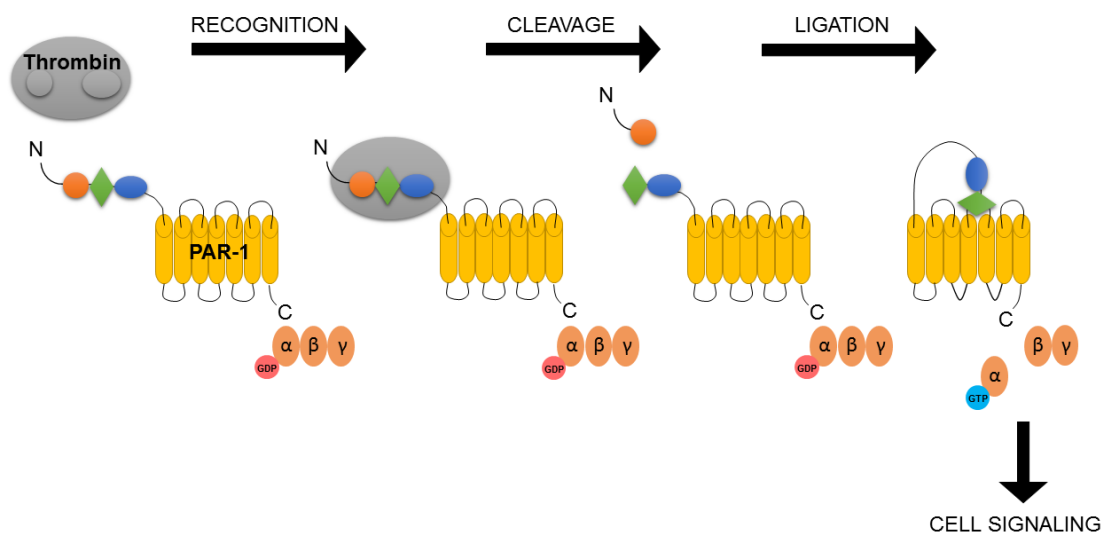 RECOGNITION
CLEAVAGE
LIGATION
Thrombin
N
PAR-1
C
α β γ
GDP
N
C
α β γ
GDP
N
C
α β γ
GDP
C
β γ
α
GTP
CELL SIGNALING